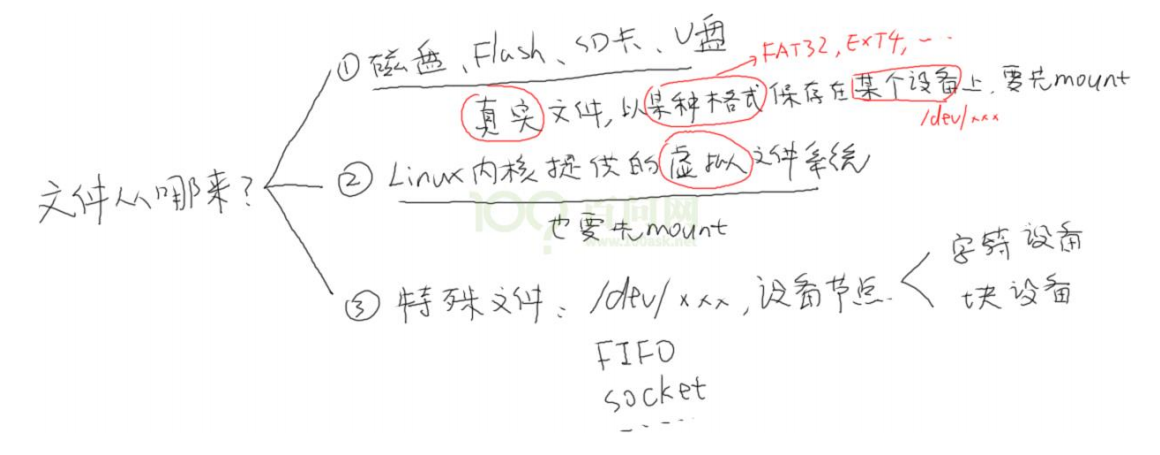 文件从哪来?
① 磁盘、Flash、SD卡、U盘
FAT32, EXT4, ...
真实文件,以某种格式保存在某个设备上,要先mount
/dev/xxx
② Linux内核提供的虚拟文件系统
也要先mount
100ask 百问网
www.100ask.net
③ 特殊文件: /dev/xxx,设备节点
字符设备
块设备
FIFO
socket
.....